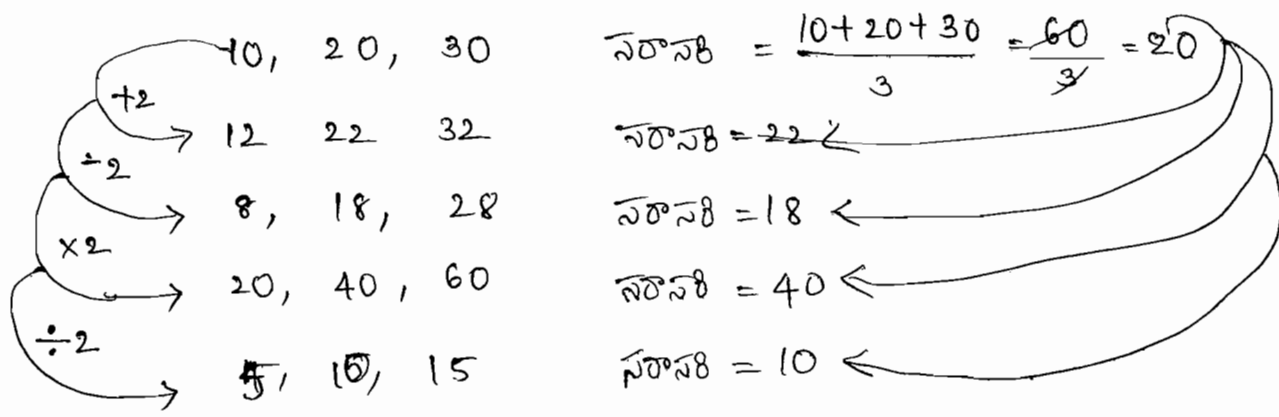 10, 20, 30 సరాసరి = 10+20+30 / 3 = 60 / 3 = 20
+2
12 22 32 సరాసరి = 22
-2
8, 18, 28 సరాసరి = 18
×2
20, 40, 60 సరాసరి = 40
÷2
5, 10, 15 సరాసరి = 10